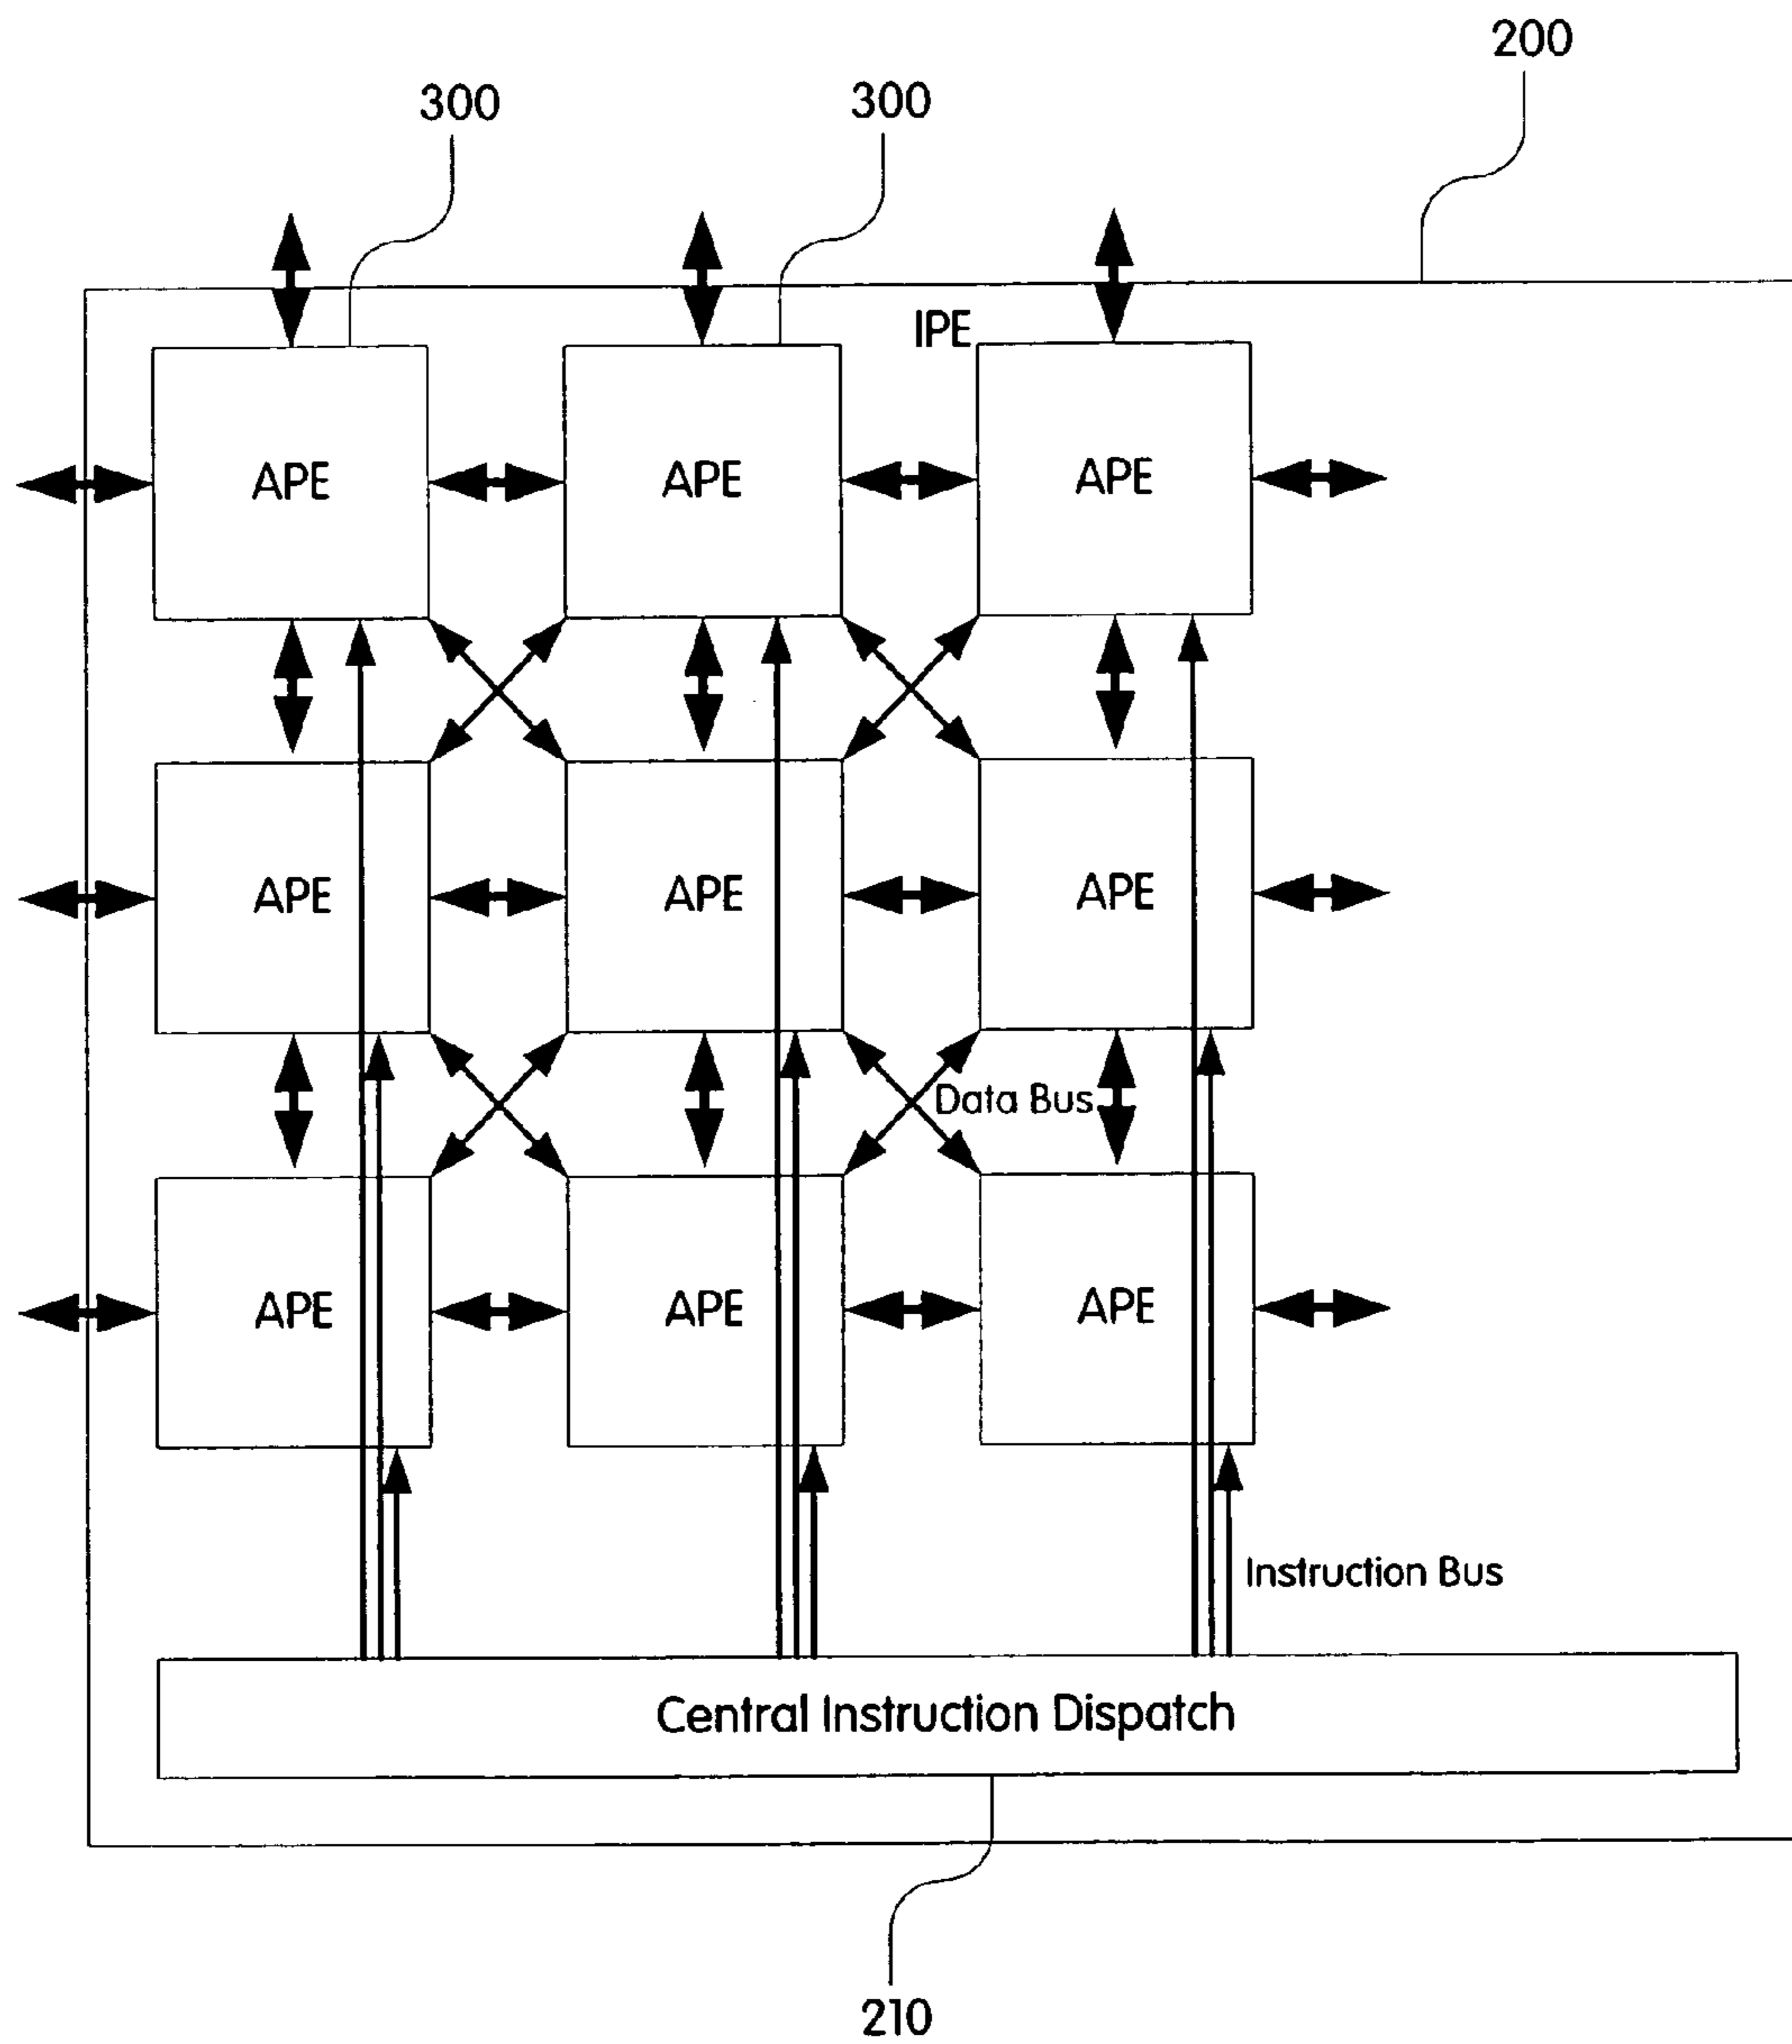 200
300
300
IPE
APE
APE
APE
APE
APE
APE
Data Bus
APE
APE
APE
Instruction Bus
Central Instruction Dispatch
210